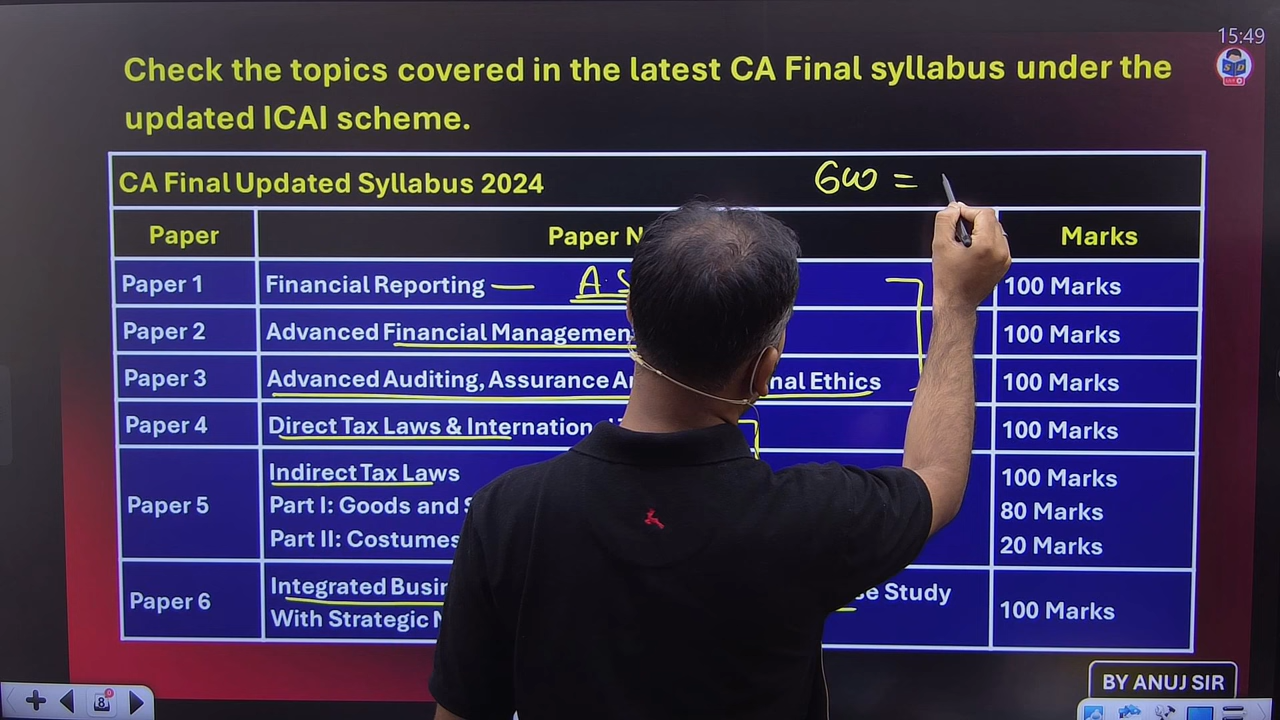 15:49
Check the topics covered in the latest CA Final syllabus under the
updated ICAI scheme.
CA Final Updated Syllabus 2024 600 =
Paper Paper Marks
Paper 1 Financial Reporting — A S 100 Marks
Paper 2 Advanced Financial 100 Marks
Paper 3 Advanced Auditing, Assurance Ethics 100 Marks
Paper 4 Direct Tax Laws & 100 Marks
Indirect Tax Laws 100 Marks
Paper 5 Part I: Goods and 80 Marks
Part II: Costumes 20 Marks
Paper 6 Integrated Study 100 Marks
With Strategic
8
BY ANUJ SIR